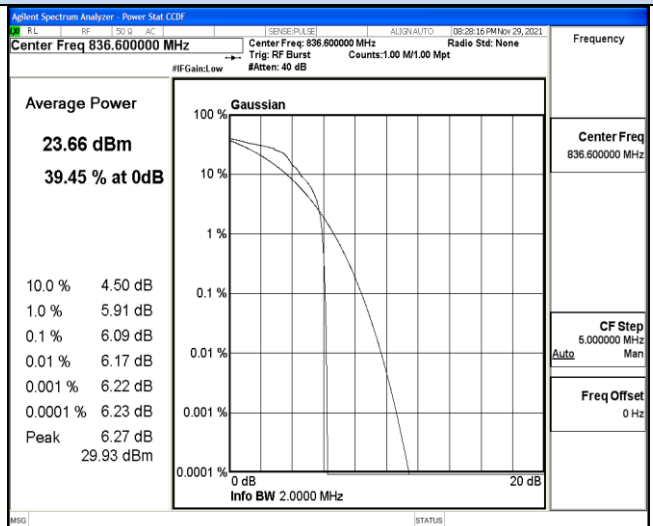 Agilent Spectrum Analyzer - Power Stat CCDF
RL RF 50 Ω AC SENSE:PULSE ALIGN AUTO 08:28:16 PM Nov 29, 2021
Center Freq 836.600000 MHz
Center Freq: 836.600000 MHz Radio Std: None
Trig: RF Burst Counts:1.00 M/1.00 Mpt
#IFGain:Low #Atten: 40 dB
Frequency
Average Power
23.66 dBm
39.45 % at 0dB
10.0 % 4.50 dB
1.0 % 5.91 dB
0.1 % 6.09 dB
0.01 % 6.17 dB
0.001 % 6.22 dB
0.0001 % 6.23 dB
Peak 6.27 dB
29.93 dBm
Gaussian
100 %
10 %
1 %
0.1 %
0.01 %
0.001 %
0.0001 %
0 dB 20 dB
Info BW 2.0000 MHz
Center Freq
836.600000 MHz
CF Step
5.000000 MHz
Auto Man
Freq Offset
0 Hz
MSG STATUS